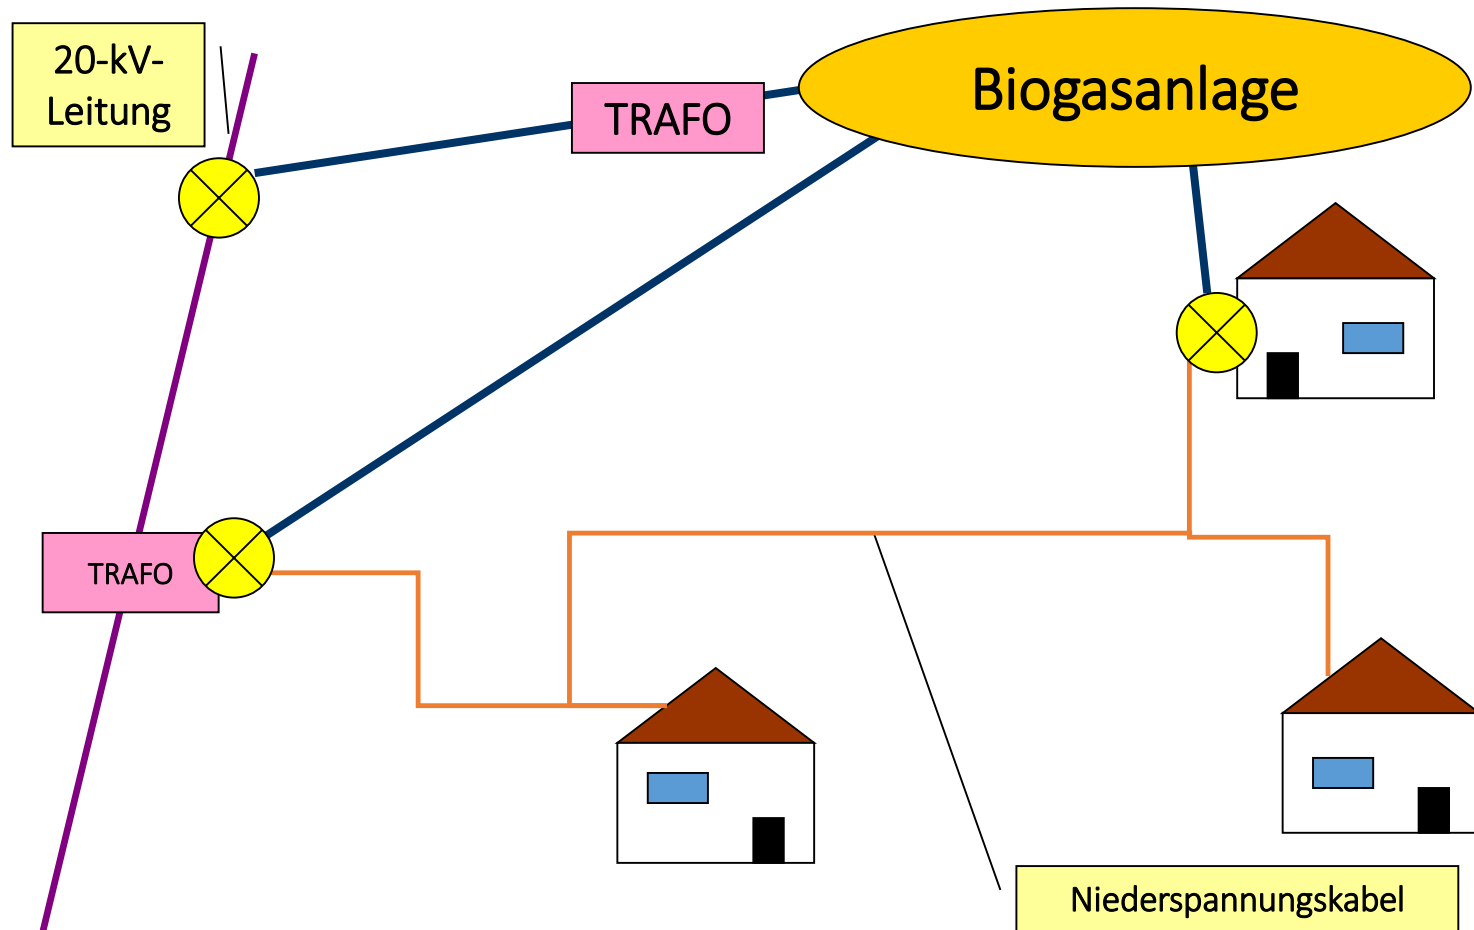 20-kV-
Leitung
TRAFO
Biogasanlage
TRAFO
Niederspannungskabel